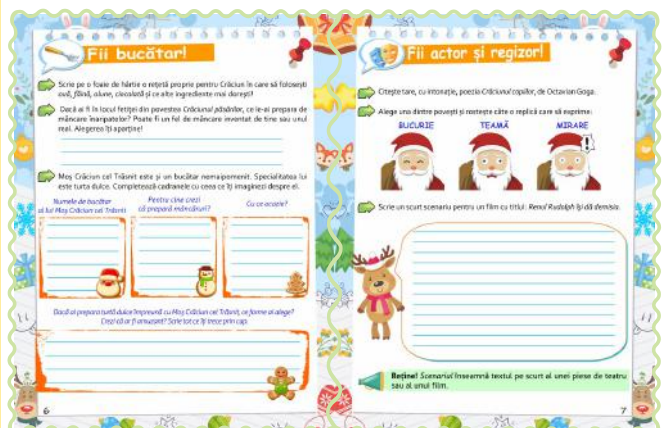 Fii bucătar!
Scrie pe o foaie de hârtie o rețetă proprie pentru Crăciun în care să folosești
ouă, făină, alune, ciocolată și ce alte ingrediente mai dorești!
Dacă ai fi în locul fetiței din povestea Crăciunul păsărilor, ce le-ai prepara de
mâncare înaripatelor? Poate fi un fel de mâncare inventat de tine sau unul
real. Alegerea îți aparține!
Moș Crăciun cel Trăsnit este și un bucătar nemaipomenit. Specialitatea lui
este turta dulce. Completează cadranele cu ceea ce îți imaginezi despre el.
Numele de bucătar
al lui Moș Crăciun cel Trăsnit
Pentru cine crezi
că prepară mâncăruri?
Cu ce ocazie?
Dacă ai prepara turtă dulce împreună cu Moș Crăciun cel Trăsnit, ce forme ai alege?
Crezi că ar fi amuzant? Scrie tot ce îți trece prin cap.
6
Fii actor și regizor!
Citește tare, cu intonație, poezia Crăciunul copiilor, de Octavian Goga.
Alege una dintre povești și rostește câte o replică care să exprime:
BUCURIE TEAMĂ MIRARE
Scrie un scurt scenariu pentru un film cu titlul: Renul Rudolph își dă demisia.
Reține! Scenariul înseamnă textul pe scurt al unei piese de teatru
sau al unui film.
7